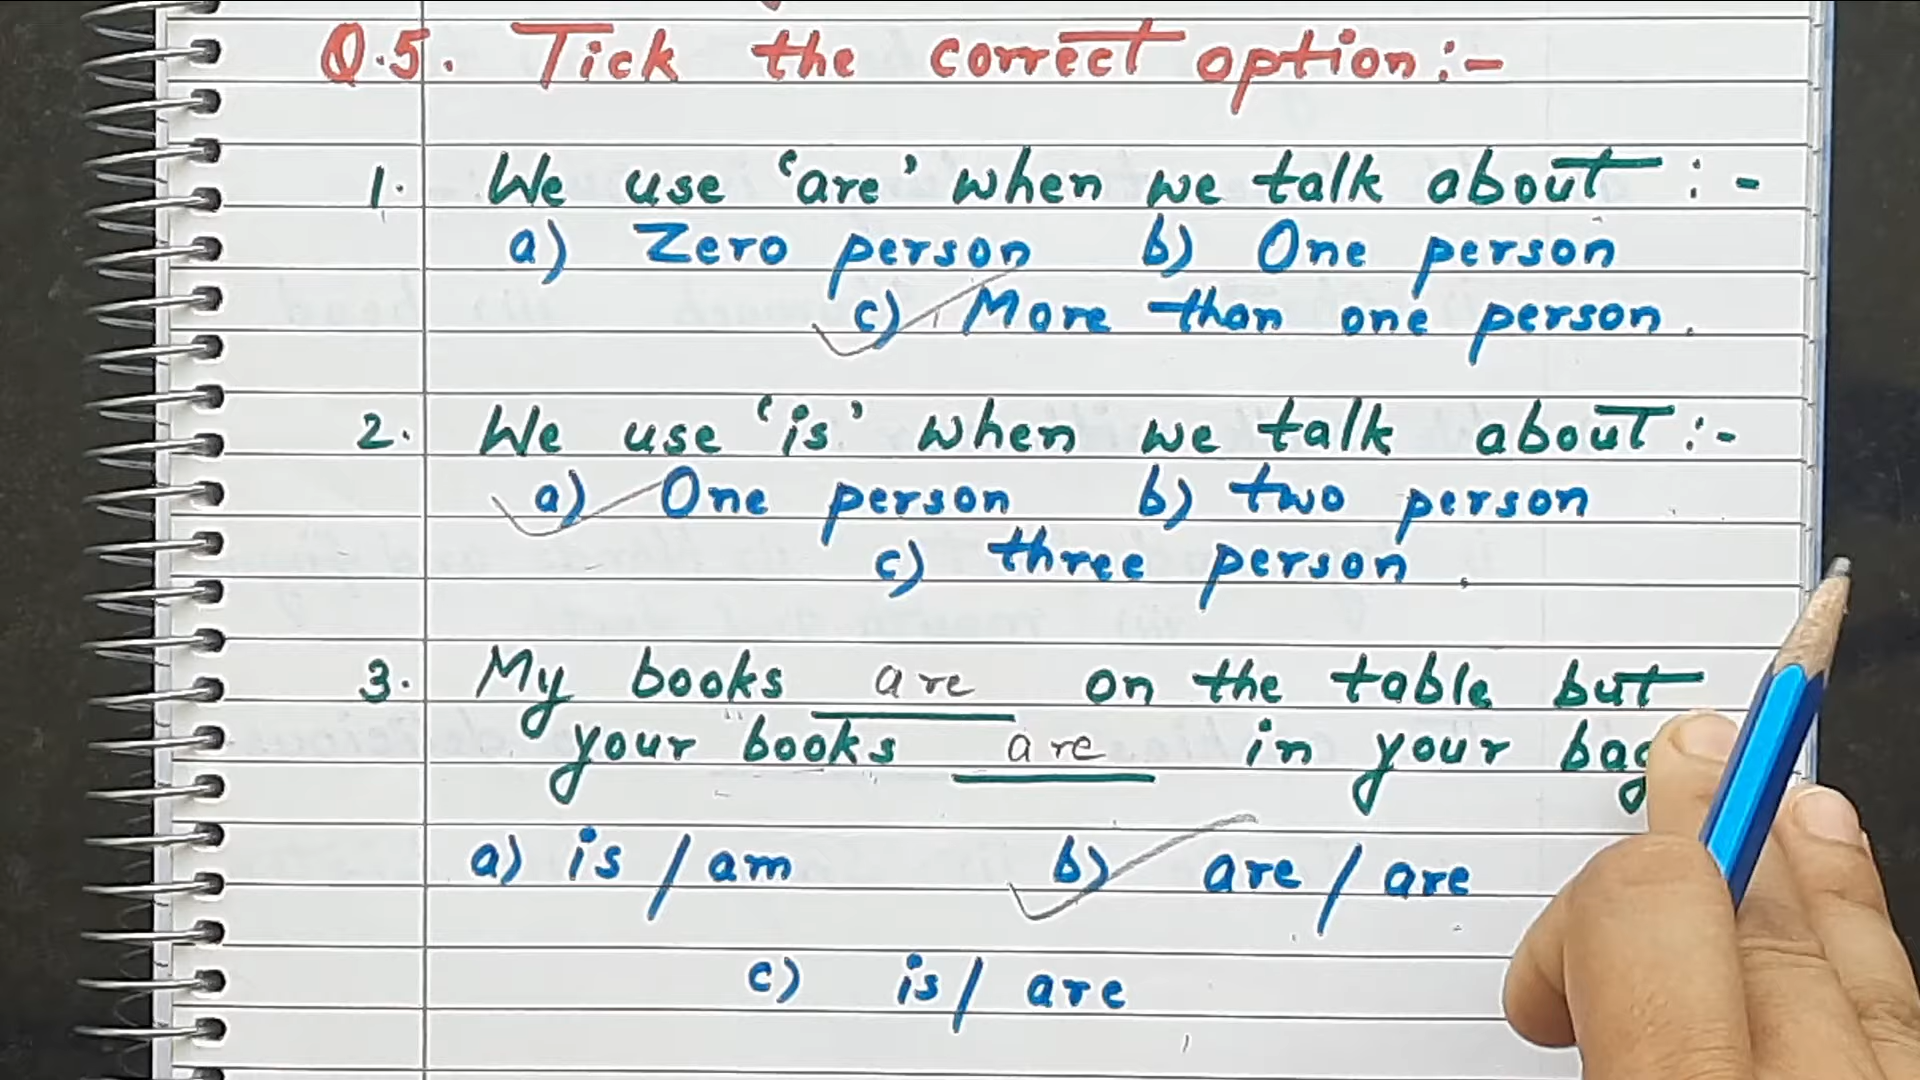 Q.5. Tick the correct option:-
1. We use 'are' when we talk about :-
a) Zero person b) One person
c) More than one person.
2. We use 'is' when we talk about :-
a) One person b) two person
c) three person.
3. My books are on the table but
your books are in your bag
a) is / am b) are / are
c) is / are